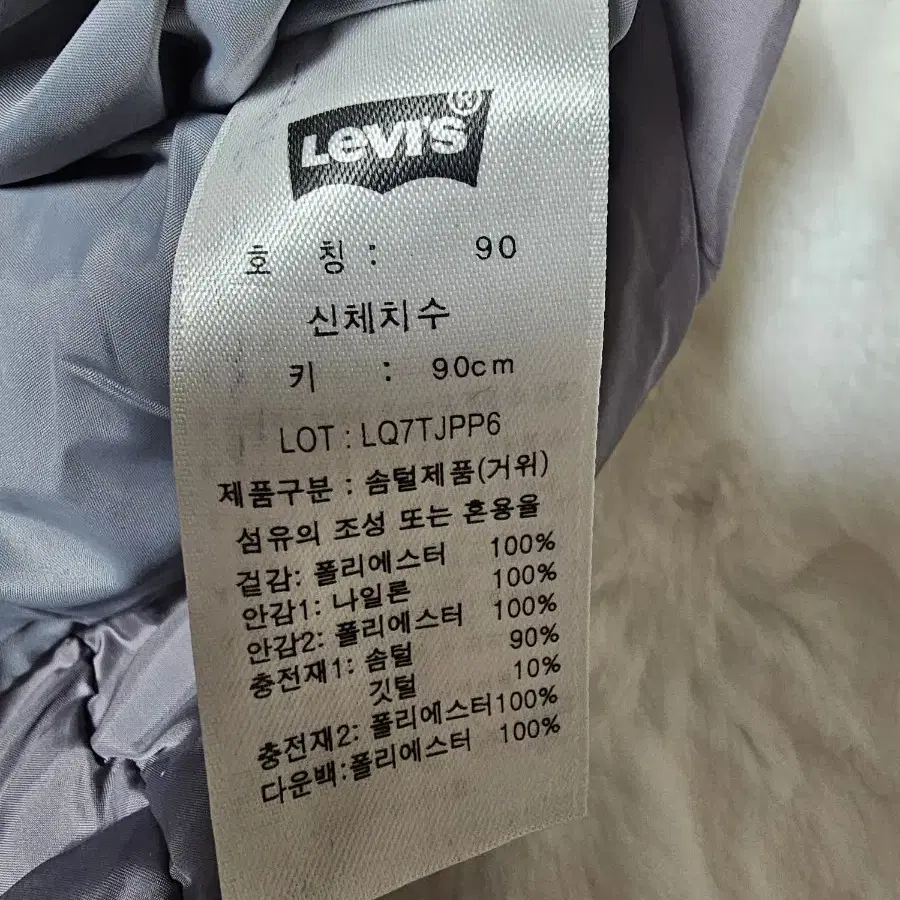 LEVI'S®
호 칭 : 90
신체치수
키 : 90cm
LOT : LQ7TJPP6
제품구분 : 솜털제품(거위)
섬유의 조성 또는 혼용율
겉감: 폴리에스터 100%
안감1: 나일론 100%
안감2: 폴리에스터 100%
충전재1: 솜털 90%
깃털 10%
충전재2: 폴리에스터 100%
다운백:폴리에스터 100%